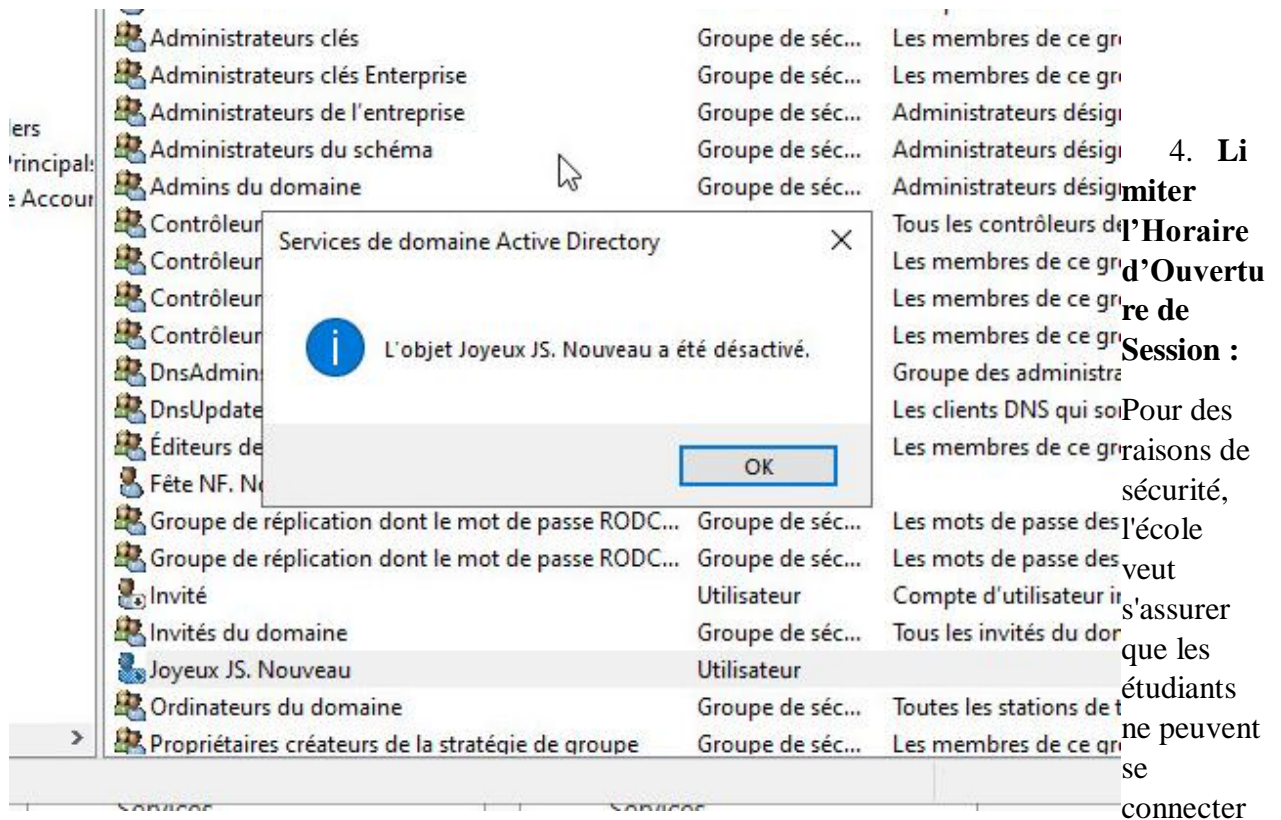 Administrateurs clés Groupe de séc... Les membres de ce gr
Administrateurs clés Enterprise Groupe de séc... Les membres de ce gr
Administrateurs de l'entreprise Groupe de séc... Administrateurs désig
ers
Administrateurs du schéma Groupe de séc... Administrateurs désig
Principals
Admins du domaine Groupe de séc... Administrateurs désig
e Accour
Contrôleur Tous les contrôleurs de
Contrôleur Les membres de ce gr
Contrôleur Les membres de ce gr
Contrôleur Les membres de ce gr
DnsAdmins Groupe des administra
DnsUpdate Les clients DNS qui so
Éditeurs de Les membres de ce gr
Fête NF. No
Services de domaine Active Directory
L'objet Joyeux JS. Nouveau a été désactivé.
OK
Groupe de réplication dont le mot de passe RODC... Groupe de séc... Les mots de passe des
Groupe de réplication dont le mot de passe RODC... Groupe de séc... Les mots de passe des
Invité Utilisateur Compte d'utilisateur in
Invités du domaine Groupe de séc... Tous les invités du dom
Joyeux JS. Nouveau Utilisateur
Ordinateurs du domaine Groupe de séc... Toutes les stations de t
Propriétaires créateurs de la stratégie de groupe Groupe de séc... Les membres de ce gr
Services Services
4. Li
miter
l’Horaire
d’Ouvertu
re de
Session :
Pour des
raisons de
sécurité,
l'école
veut
s'assurer
que les
étudiants
ne peuvent
se
connecter